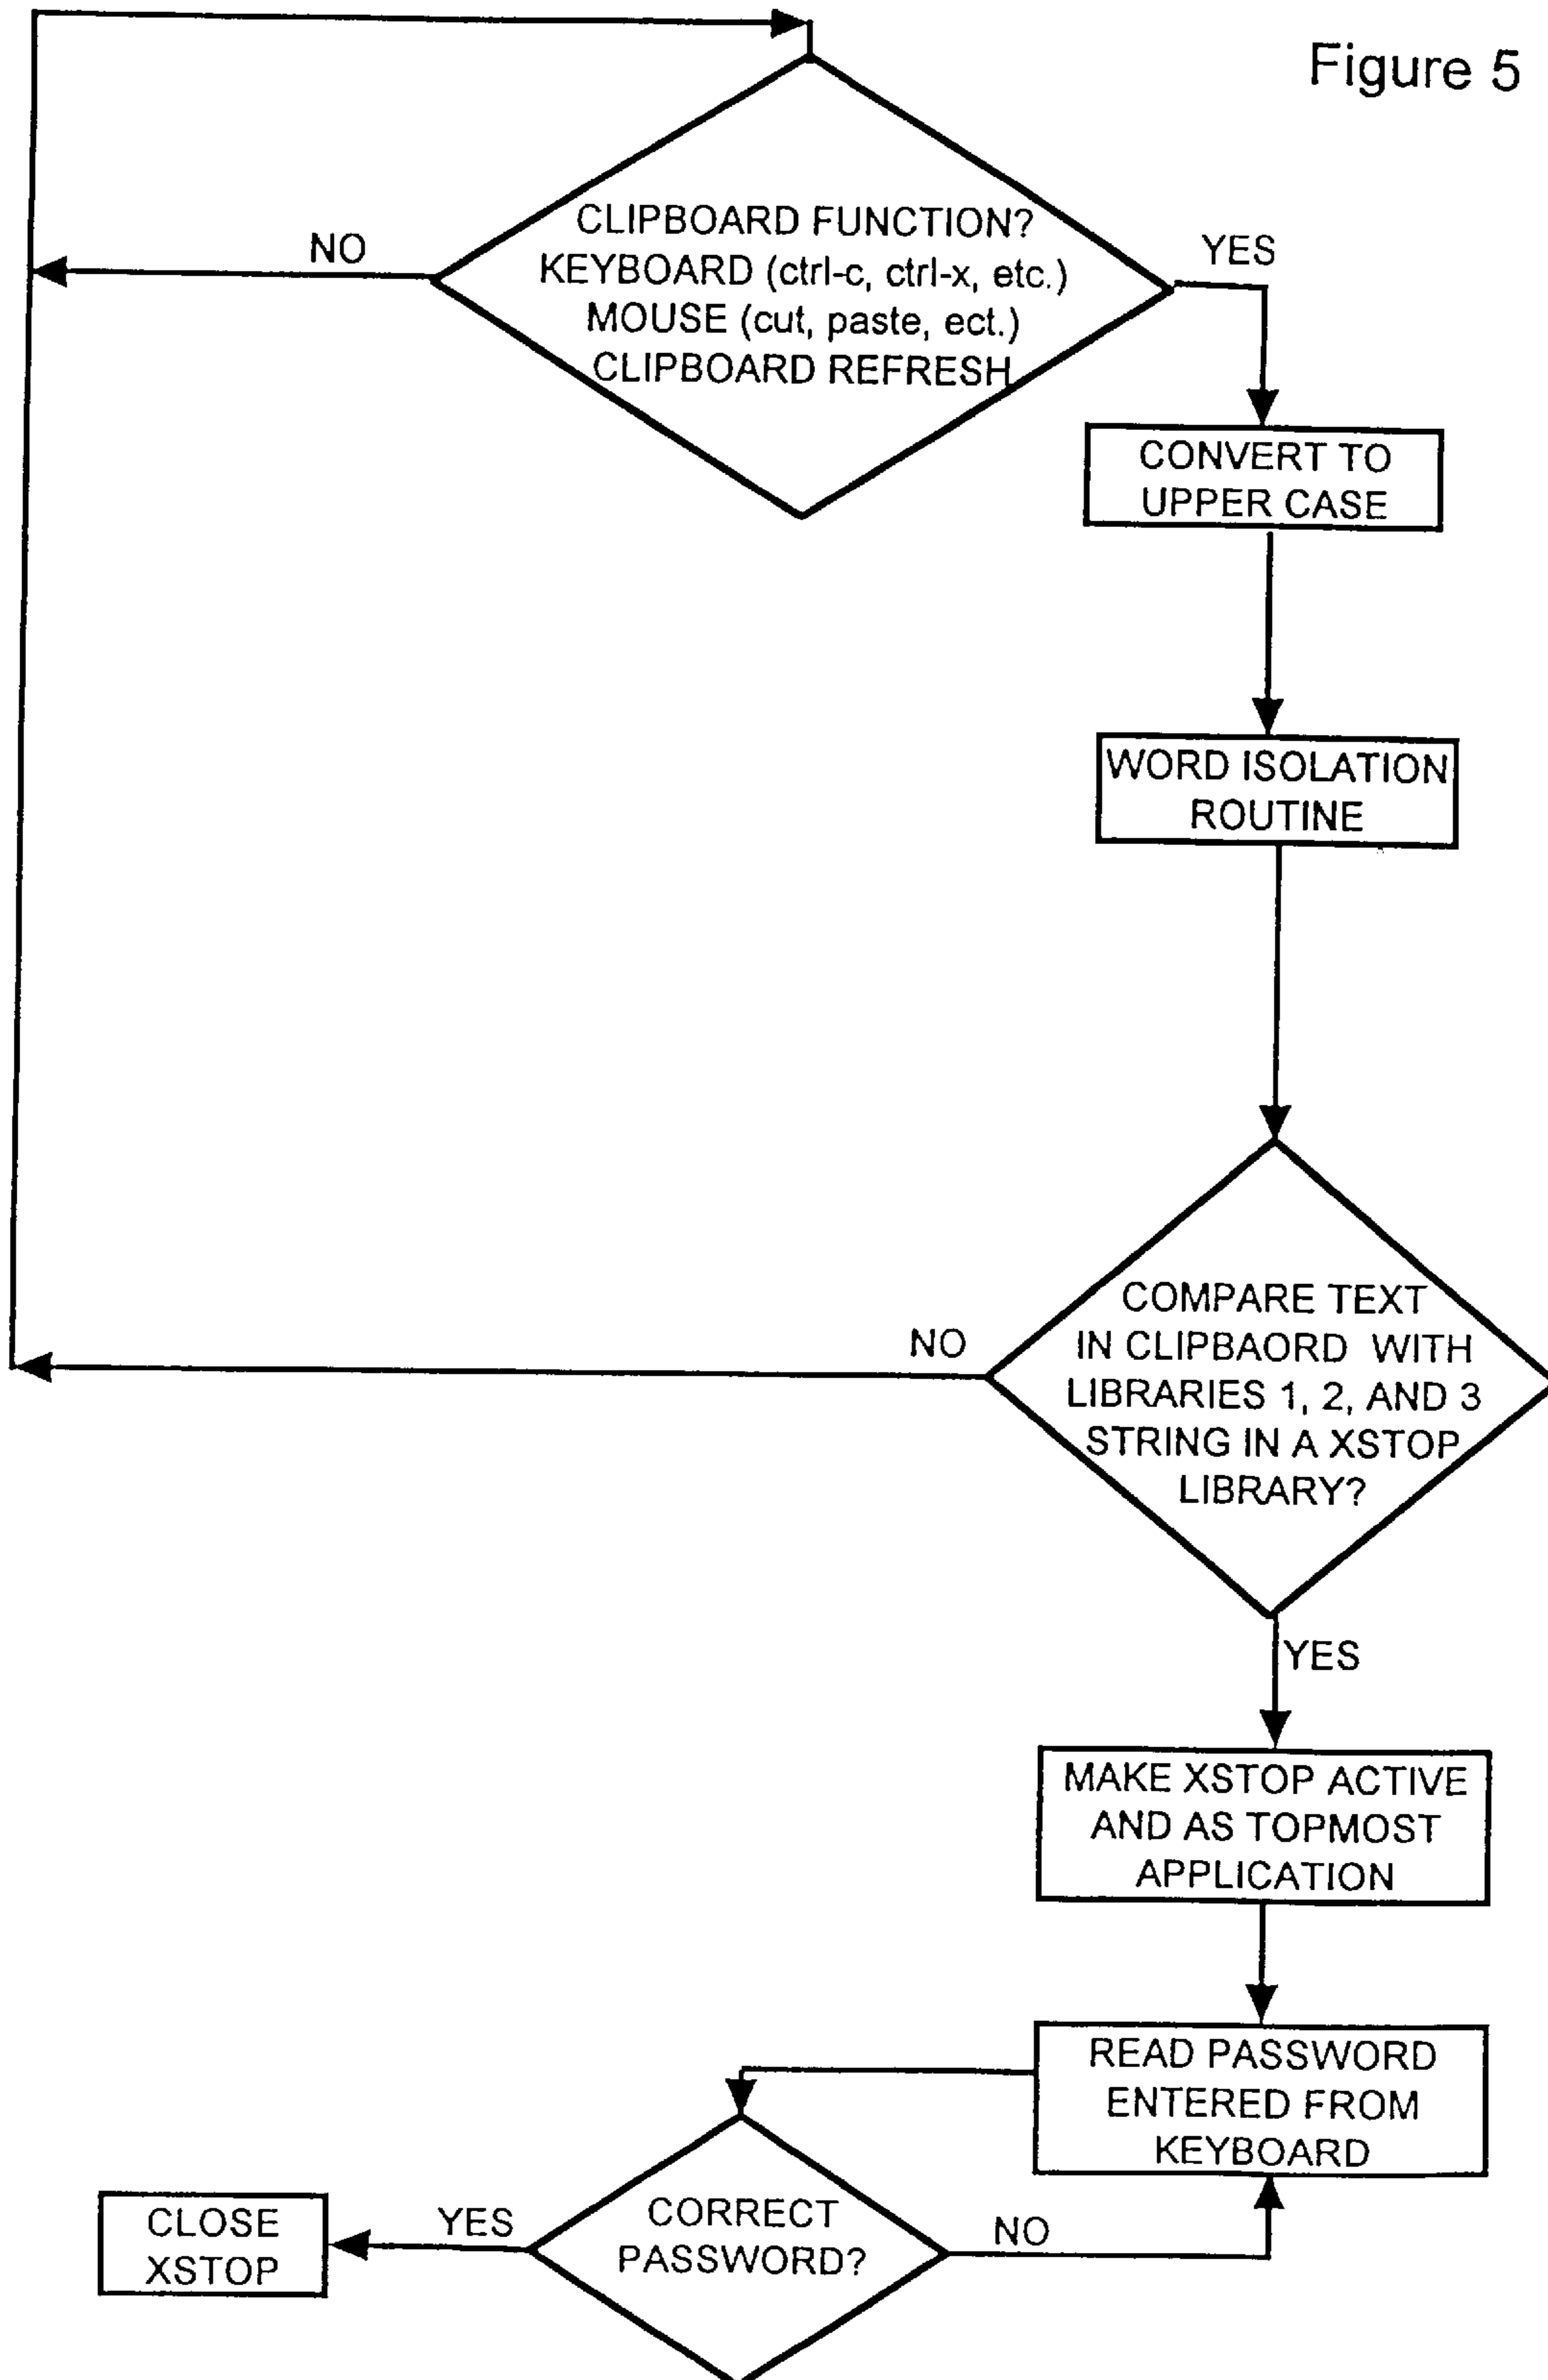 Figure 5
CLIPBOARD FUNCTION?
KEYBOARD (ctrl-c, ctrl-x, etc.)
MOUSE (cut, paste, ect.)
CLIPBOARD REFRESH
NO
YES
CONVERT TO
UPPER CASE
WORD ISOLATION
ROUTINE
COMPARE TEXT
IN CLIPBAORD WITH
LIBRARIES 1, 2, AND 3
STRING IN A XSTOP
LIBRARY?
NO
YES
MAKE XSTOP ACTIVE
AND AS TOPMOST
APPLICATION
READ PASSWORD
ENTERED FROM
KEYBOARD
CORRECT
PASSWORD?
YES
NO
CLOSE
XSTOP